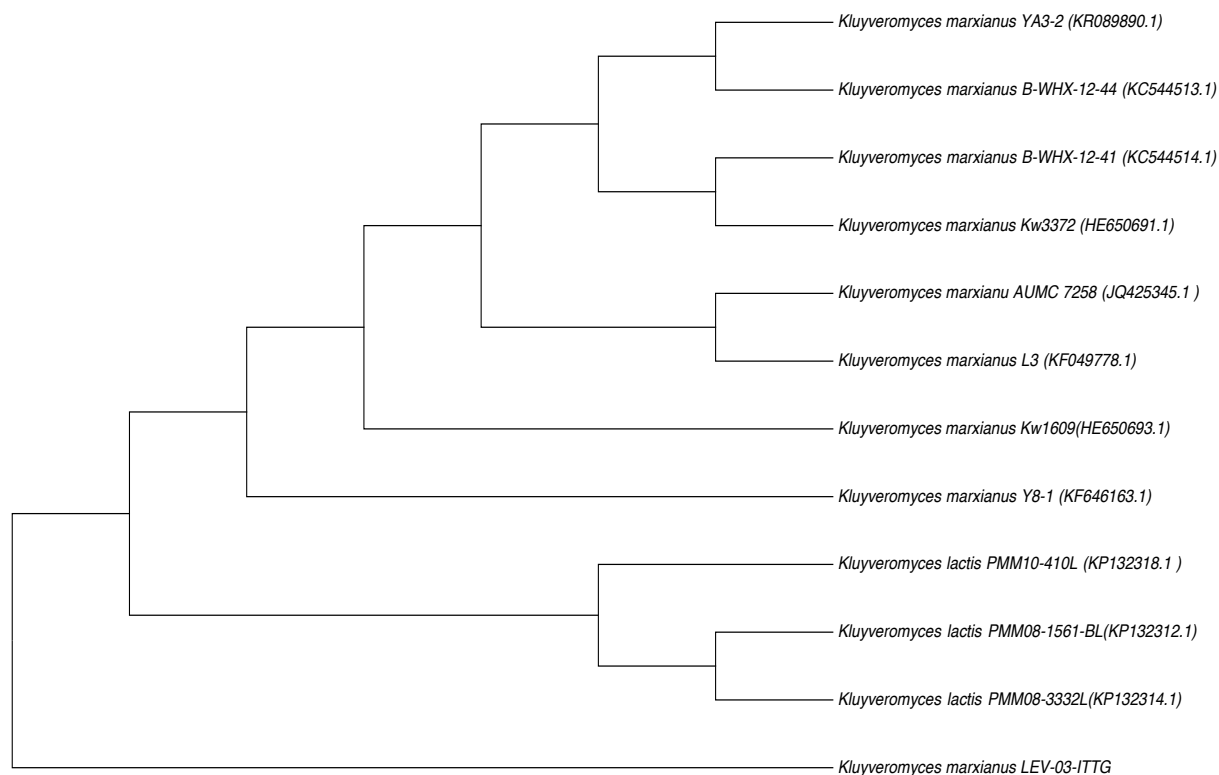 Kluyveromyces marxianus YA3-2 (KR089890.1)
Kluyveromyces marxianus B-WHX-12-44 (KC544513.1)
Kluyveromyces marxianus B-WHX-12-41 (KC544514.1)
Kluyveromyces marxianus Kw3372 (HE650691.1)
Kluyveromyces marxianu AUMC 7258 (JQ425345.1 )
Kluyveromyces marxianus L3 (KF049778.1)
Kluyveromyces marxianus Kw1609(HE650693.1)
Kluyveromyces marxianus Y8-1 (KF646163.1)
Kluyveromyces lactis PMM10-410L (KP132318.1 )
Kluyveromyces lactis PMM08-1561-BL(KP132312.1)
Kluyveromyces lactis PMM08-3332L(KP132314.1)
Kluyveromyces marxianus LEV-03-ITTG